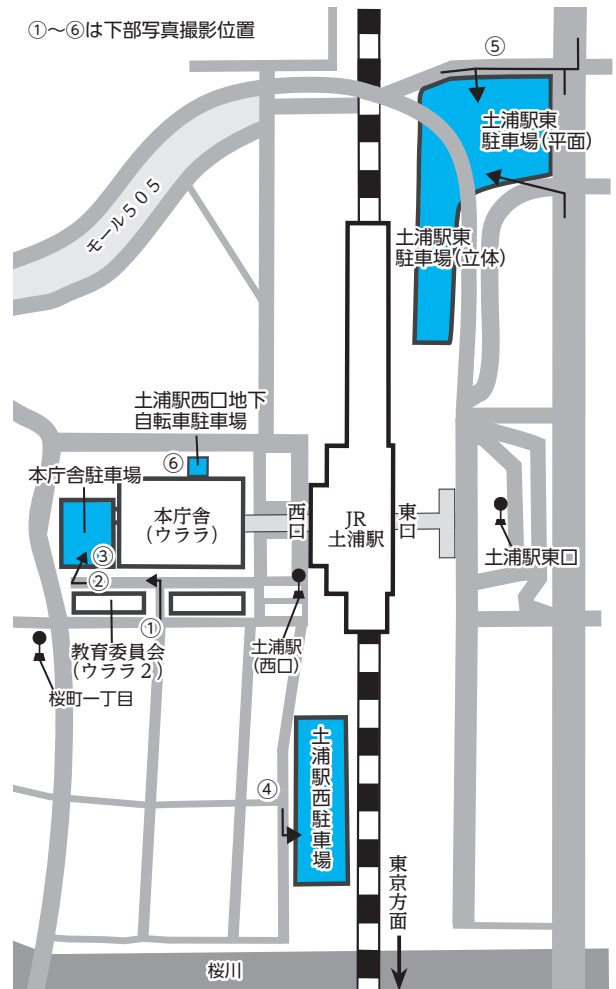 ①~⑥は下部写真撮影位置
⑤
土浦駅東
駐車場(平面)
モール505
土浦駅東
駐車場(立体)
土浦駅西口地下
自転車駐車場
⑥
本庁舎駐車場
本庁舎
(ウララ)
西口
JR
土浦駅
東口
土浦駅東口
③
②
①
教育委員会
(ウララ2)
土浦駅
(西口)
桜町一丁目
④
土浦駅西駐車場
東京方面
桜川